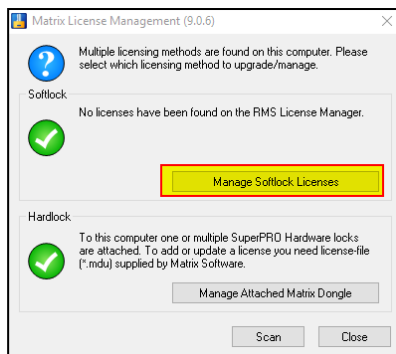 Matrix License Management (9.0.6)
Multiple licensing methods are found on this computer. Please
select which licensing method to upgrade/manage.
Softlock
No licenses have been found on the RMS License Manager.
Manage Softlock Licenses
Hardlock
To this computer one or multiple SuperPRO Hardware locks
are attached. To add or update a license you need license-file
(*.mdu) supplied by Matrix Software.
Manage Attached Matrix Dongle
Scan
Close